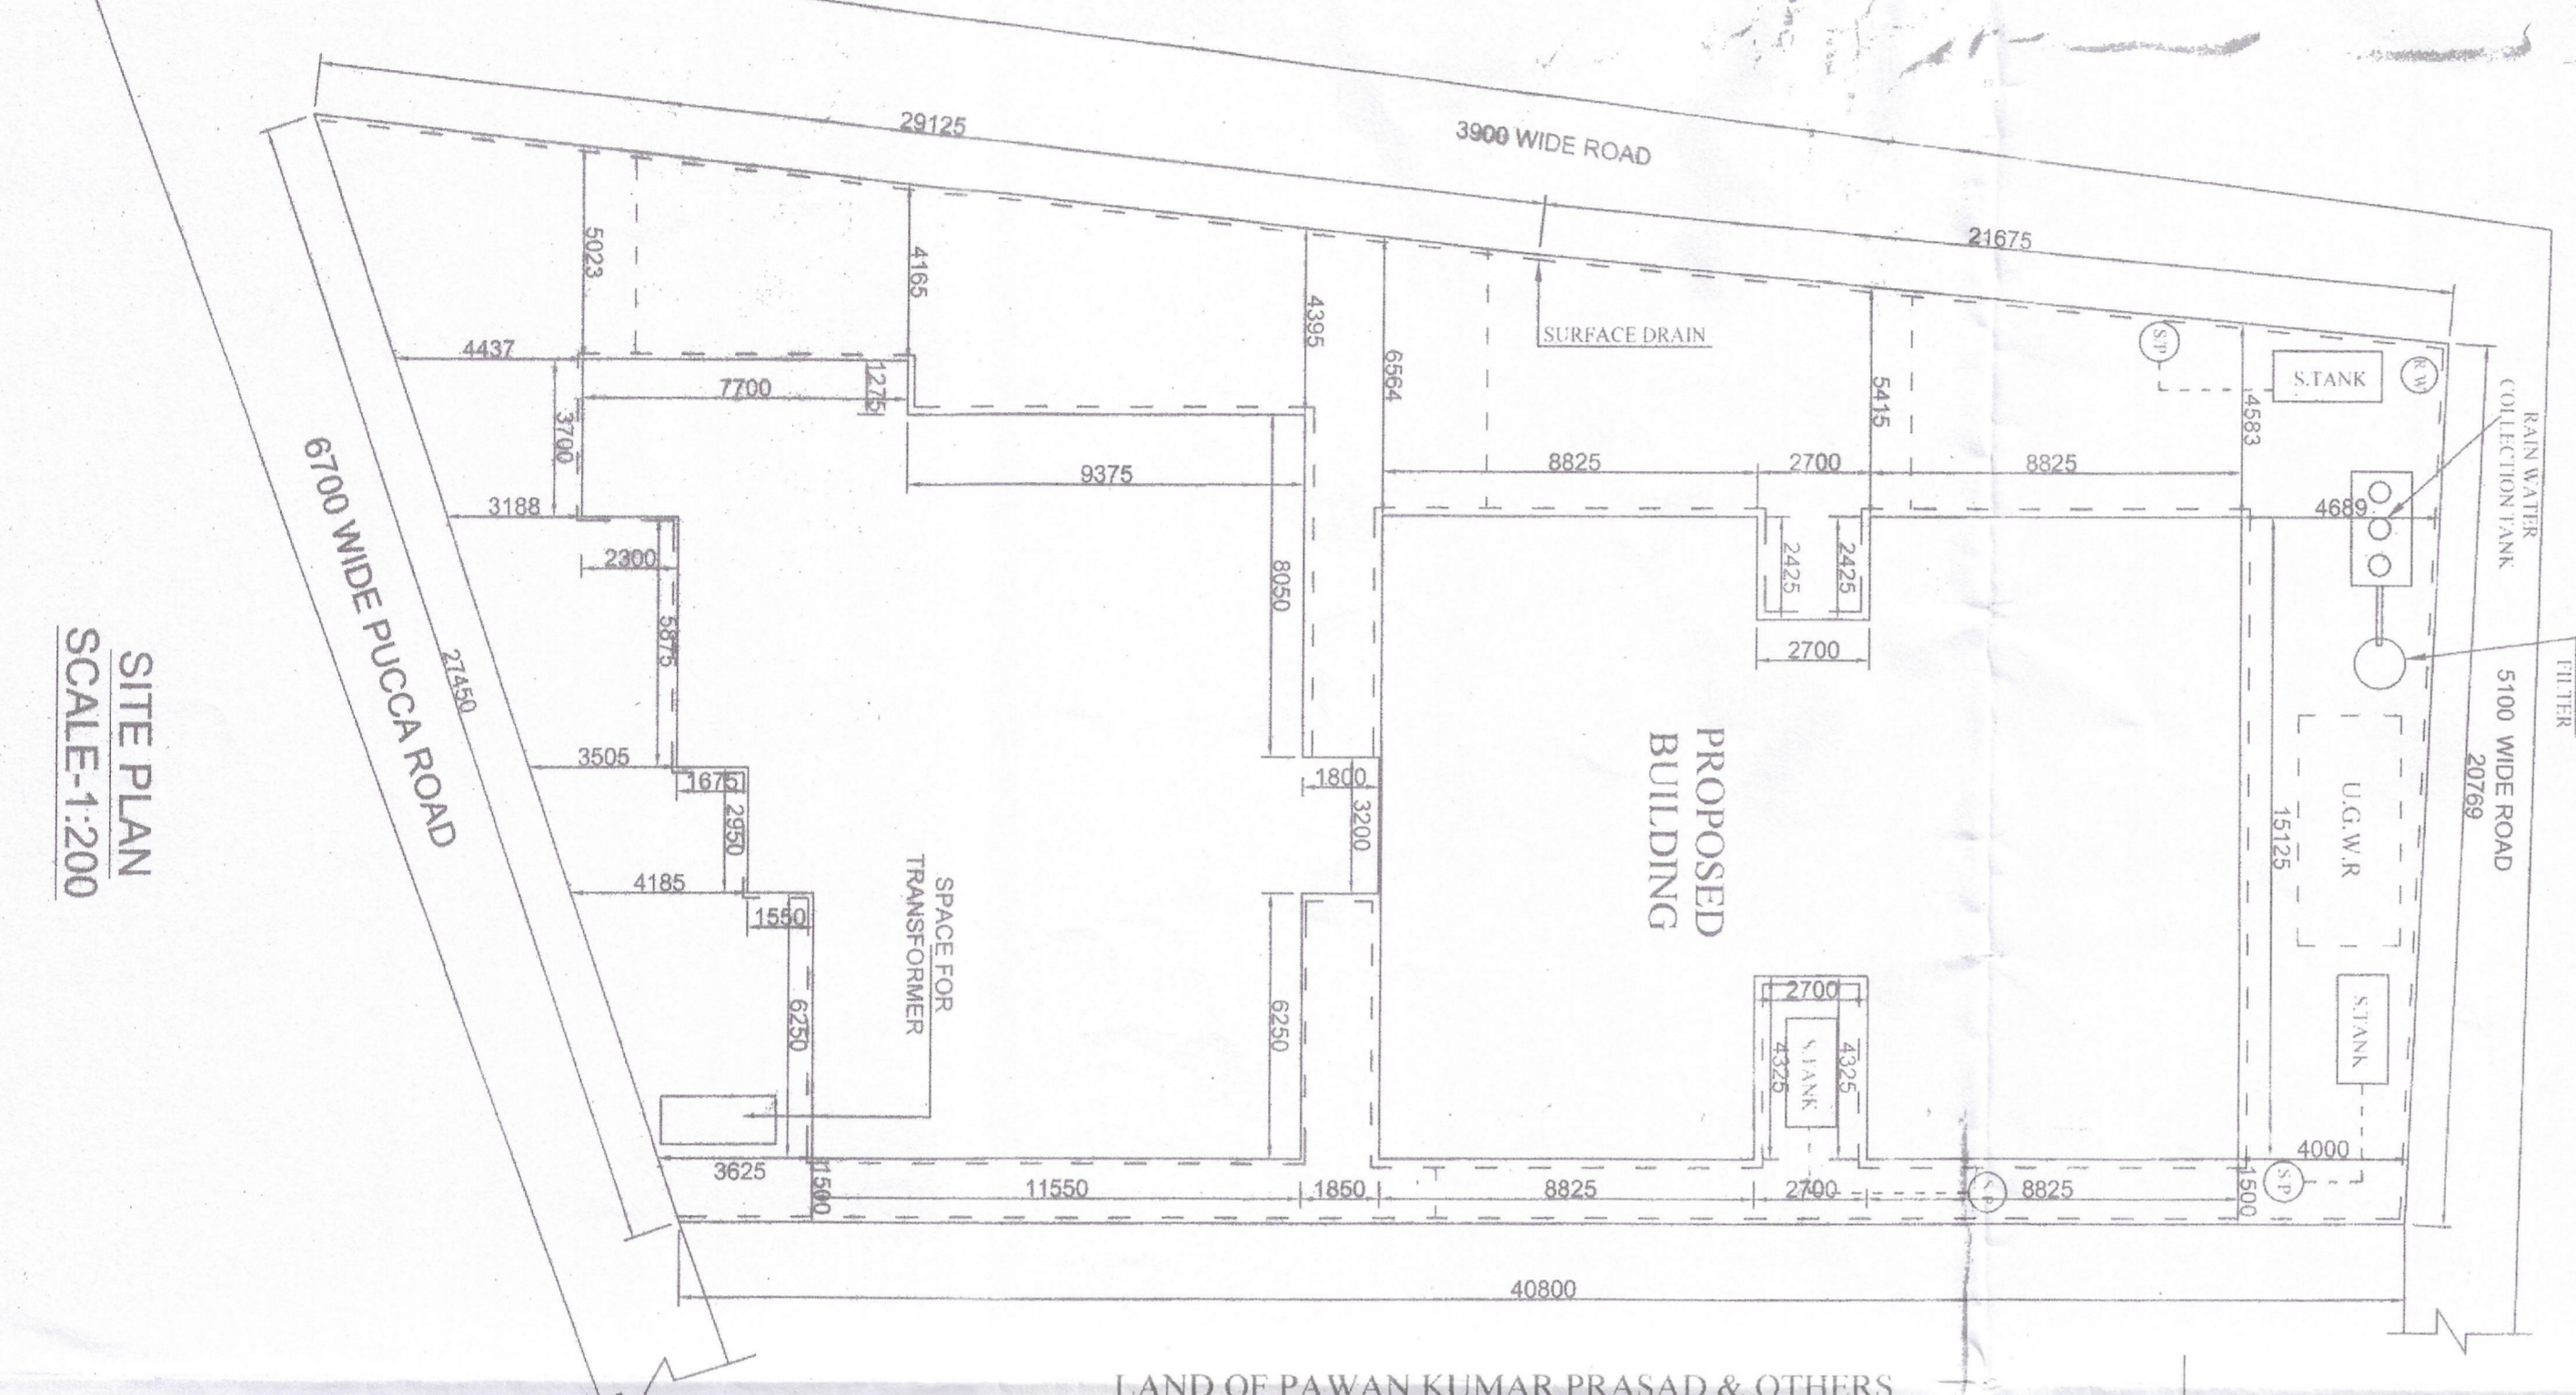 29125
3900 WIDE ROAD
21675
5023
4165
4395
6564
SURFACE DRAIN
5415
S/P
S.TANK
R.W
4583
RAIN WATER
COLLECTION TANK
4437
7700
1275
3700
9375
8825
2700
8825
4689
3188
2300
5875
8050
2425
2425
2700
FILTER
6700 WIDE PUCCA ROAD
27450
5100 WIDE ROAD
20769
PROPOSED
BUILDING
U.G.W.R
15125
3505
1675
2950
1800
3200
4185
1550
SPACE FOR
TRANSFORMER
6250
6250
2700
4325
S.TANK
4325
S.TANK
4000
3625
1500
11550
1850
8825
2700
8825
1500
S/P
40800
SITE PLAN
SCALE-1:200
LAND OF PAWAN KUMAR PRASAD & OTHERS